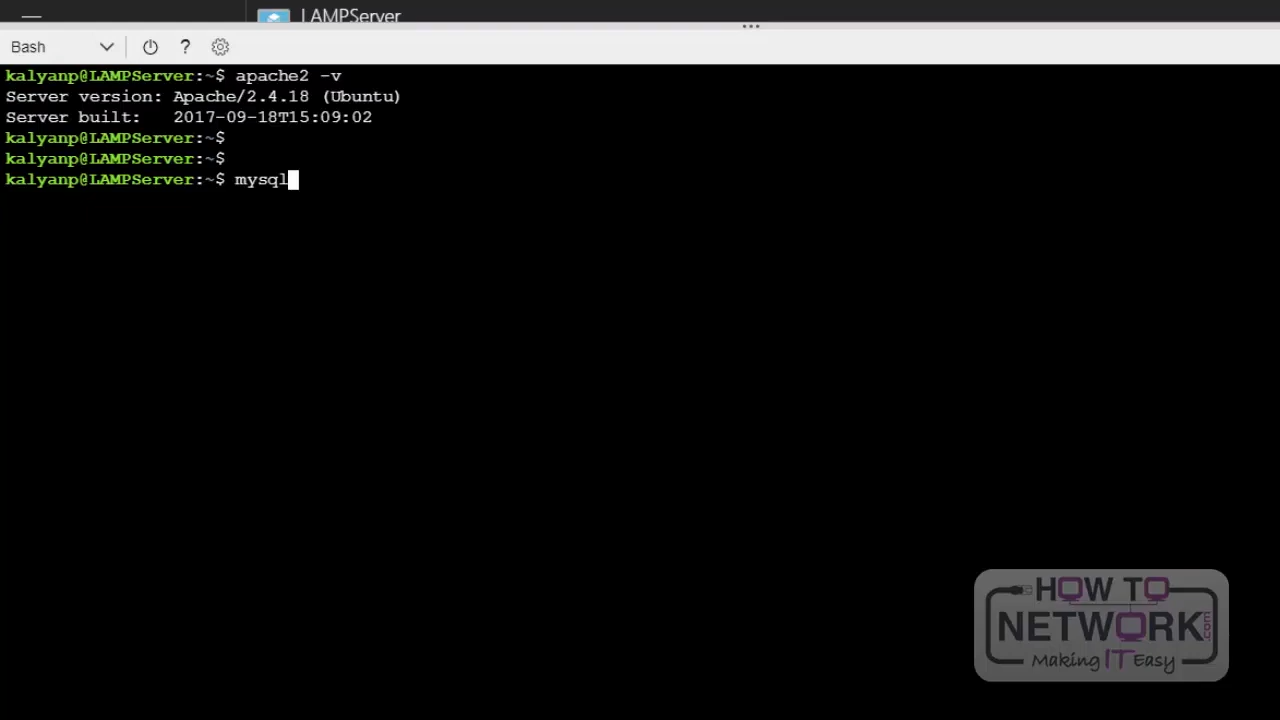 LAMPServer
Bash
?
kalyanp@LAMPServer:~$ apache2 -v
Server version: Apache/2.4.18 (Ubuntu)
Server built:   2017-09-18T15:09:02
kalyanp@LAMPServer:~$
kalyanp@LAMPServer:~$
kalyanp@LAMPServer:~$ mysql
HOW TO
NETWORK.com
Making IT Easy